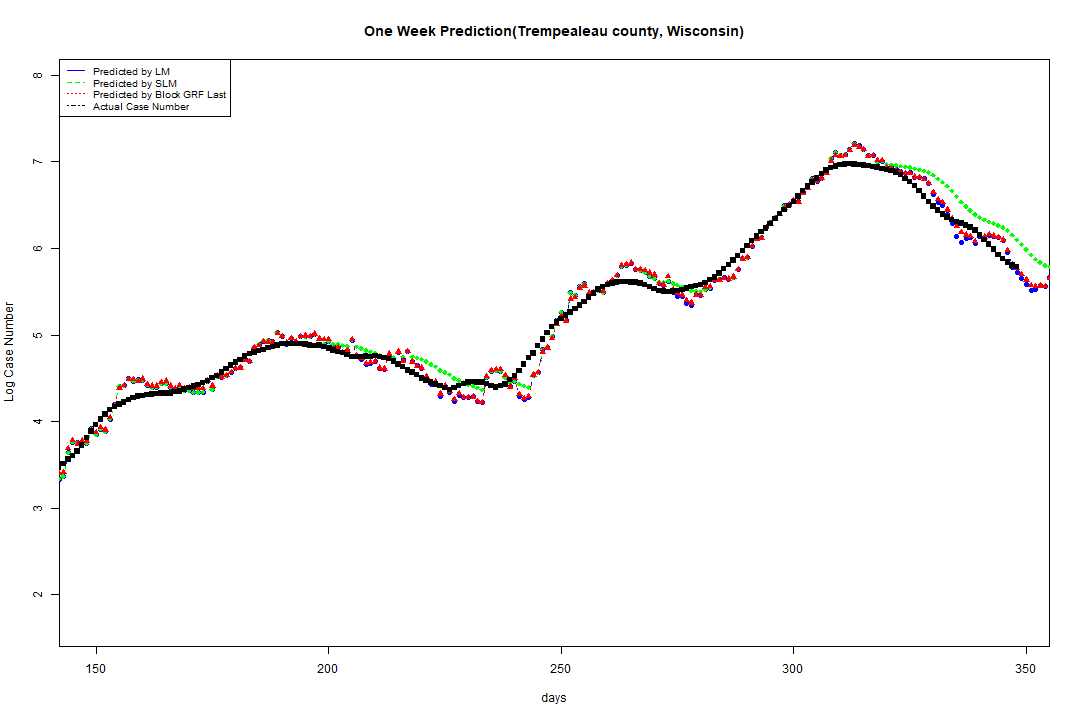 One Week Prediction(Trempealeau county, Wisconsin)
Predicted by LM
Predicted by SLM
Predicted by Block GRF Last
Actual Case Number
8
7
6
5
4
3
2
Log Case Number
150 200 250 300 350
days